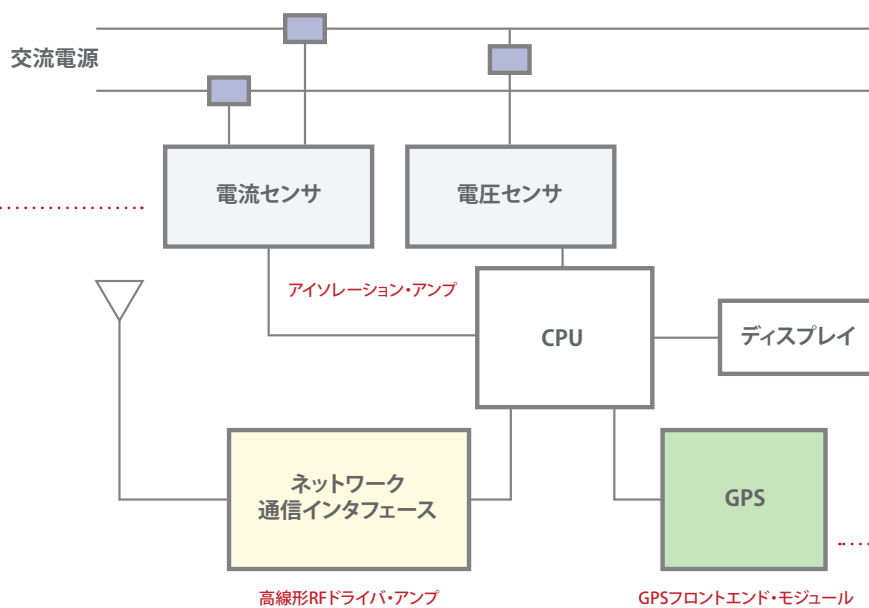 交流電源
電流センサ
電圧センサ
アイソレーション・アンプ
CPU
ディスプレイ
ネットワーク
通信インタフェース
GPS
高線形RFドライバ・アンプ
GPSフロントエンド・モジュール